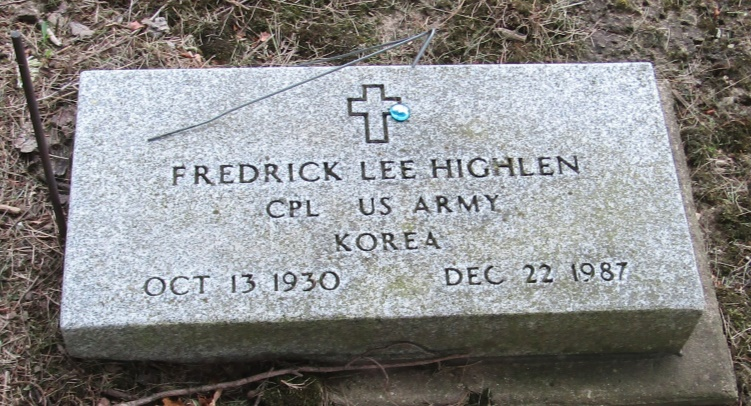 FREDRICK LEE HIGHLEN
CPL US ARMY
KOREA
OCT 13 1930 DEC 22 1987